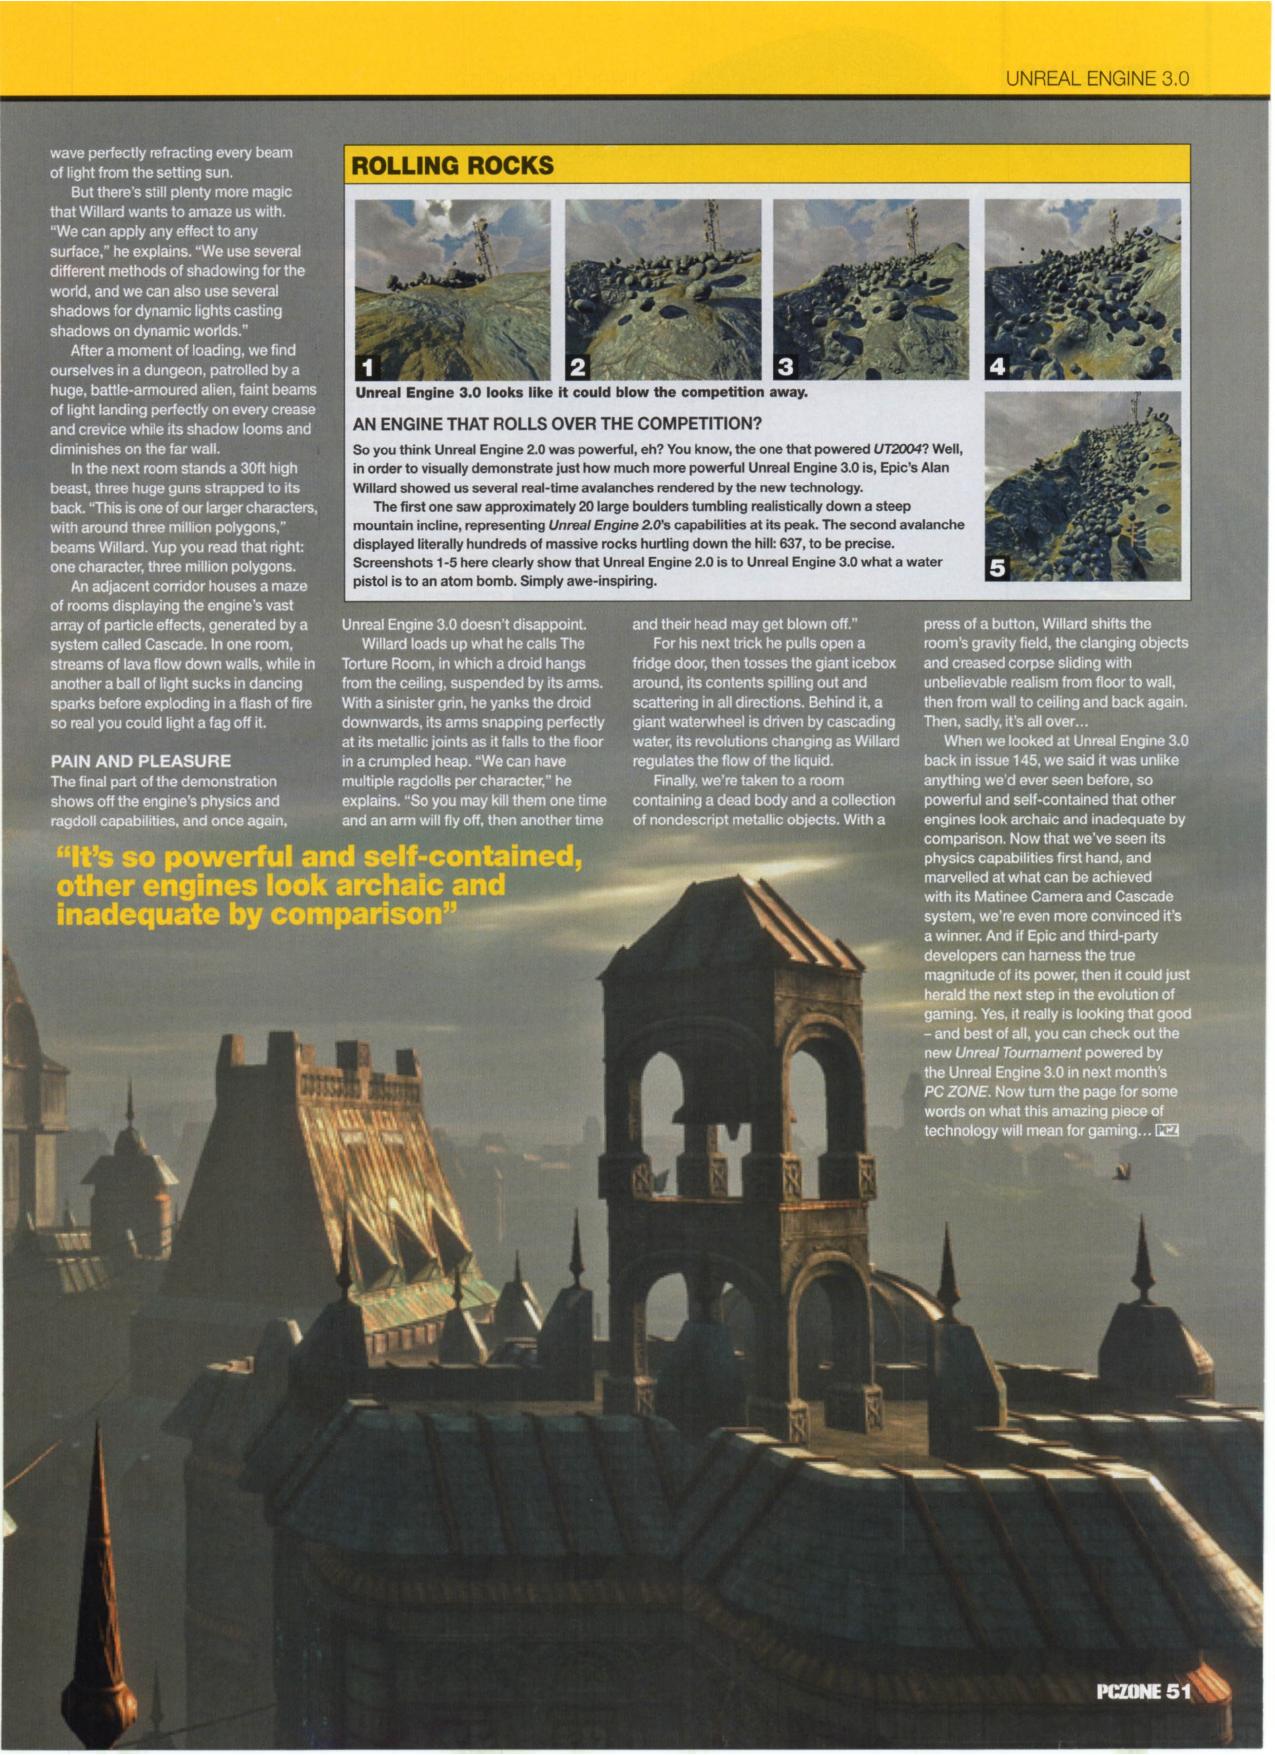 UNREAL ENGINE 3.0
wave perfectly refracting every beam
of light from the setting sun.
But there's still plenty more magic
that Willard wants to amaze us with.
“We can apply any effect to any
surface,” he explains. “We use several
different methods of shadowing for the
world, and we can also use several
shadows for dynamic lights casting
shadows on dynamic worlds.”
After a moment of loading, we find
ourselves in a dungeon, patrolled by a
huge, battle-armoured alien, faint beams
of light landing perfectly on every crease
and crevice while its shadow looms and
diminishes on the far wall.
In the next room stands a 30ft high
beast, three huge guns strapped to its
back. “This is one of our larger characters,
with around three million polygons,”
beams Willard. Yup you read that right:
one character, three million polygons.
An adjacent corridor houses a maze
of rooms displaying the engine's vast
array of particle effects, generated by a
system called Cascade. In one room,
streams of lava flow down walls, while in
another a ball of light sucks in dancing
sparks before exploding in a flash of fire
so real you could light a fag off it.
PAIN AND PLEASURE
The final part of the demonstration
shows off the engine's physics and
ragdoll capabilities, and once again,
ROLLING ROCKS
1
2
3
4
Unreal Engine 3.0 looks like it could blow the competition away.
AN ENGINE THAT ROLLS OVER THE COMPETITION?
So you think Unreal Engine 2.0 was powerful, eh? You know, the one that powered UT2004? Well,
in order to visually demonstrate just how much more powerful Unreal Engine 3.0 is, Epic's Alan
Willard showed us several real-time avalanches rendered by the new technology.
The first one saw approximately 20 large boulders tumbling realistically down a steep
mountain incline, representing Unreal Engine 2.0's capabilities at its peak. The second avalanche
displayed literally hundreds of massive rocks hurtling down the hill: 637, to be precise.
Screenshots 1-5 here clearly show that Unreal Engine 2.0 is to Unreal Engine 3.0 what a water
pistol is to an atom bomb. Simply awe-inspiring.
5
Unreal Engine 3.0 doesn't disappoint.
Willard loads up what he calls The
Torture Room, in which a droid hangs
from the ceiling, suspended by its arms.
With a sinister grin, he yanks the droid
downwards, its arms snapping perfectly
at its metallic joints as it falls to the floor
in a crumpled heap. “We can have
multiple ragdolls per character,” he
explains. “So you may kill them one time
and an arm will fly off, then another time
and their head may get blown off.”
For his next trick he pulls open a
fridge door, then tosses the giant icebox
around, its contents spilling out and
scattering in all directions. Behind it, a
giant waterwheel is driven by cascading
water, its revolutions changing as Willard
regulates the flow of the liquid.
Finally, we're taken to a room
containing a dead body and a collection
of nondescript metallic objects. With a
press of a button, Willard shifts the
room's gravity field, the clanging objects
and creased corpse sliding with
unbelievable realism from floor to wall,
then from wall to ceiling and back again.
Then, sadly, it's all over...
When we looked at Unreal Engine 3.0
back in issue 145, we said it was unlike
anything we'd ever seen before, so
powerful and self-contained that other
engines look archaic and inadequate by
comparison. Now that we've seen its
physics capabilities first hand, and
marvelled at what can be achieved
with its Matinee Camera and Cascade
system, we're even more convinced it's
a winner. And if Epic and third-party
developers can harness the true
magnitude of its power, then it could just
herald the next step in the evolution of
gaming. Yes, it really is looking that good
– and best of all, you can check out the
new Unreal Tournament powered by
the Unreal Engine 3.0 in next month's
PC ZONE. Now turn the page for some
words on what this amazing piece of
technology will mean for gaming... PCZ
“It's so powerful and self-contained,
other engines look archaic and
inadequate by comparison”
PCZONE 51